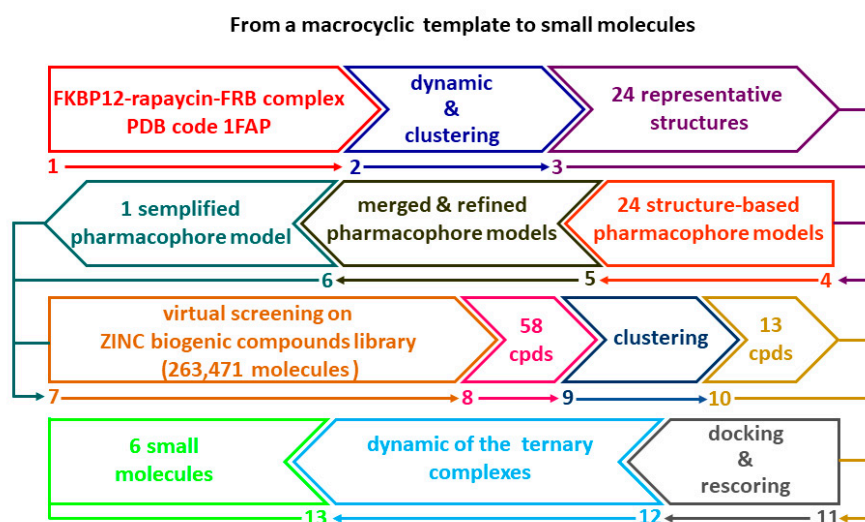 From a macrocyclic template to small molecules
FKBP12-rapaycin-FRB complex
PDB code 1FAP
dynamic
&
clustering
24 representative
structures
1
2
3
1 semplified
pharmacophore model
merged & refined
pharmacophore models
24 structure-based
pharmacophore models
6
5
4
virtual screening on
ZINC biogenic compounds library
(263,471 molecules)
58
cpds
clustering
13
cpds
7
8
9
10
6 small
molecules
dynamic of the ternary
complexes
docking
&
rescoring
13
12
11